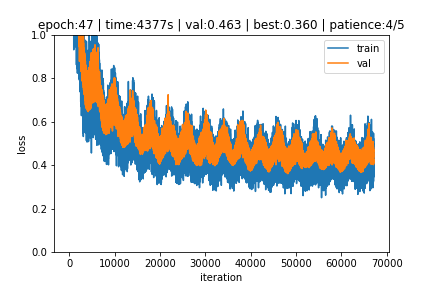 epoch:47 | time:4377s | val:0.463 | best:0.360 | patience:4/5
1.0
0.8
0.6
0.4
0.2
0.0
loss
train
val
0 10000 20000 30000 40000 50000 60000 70000
iteration